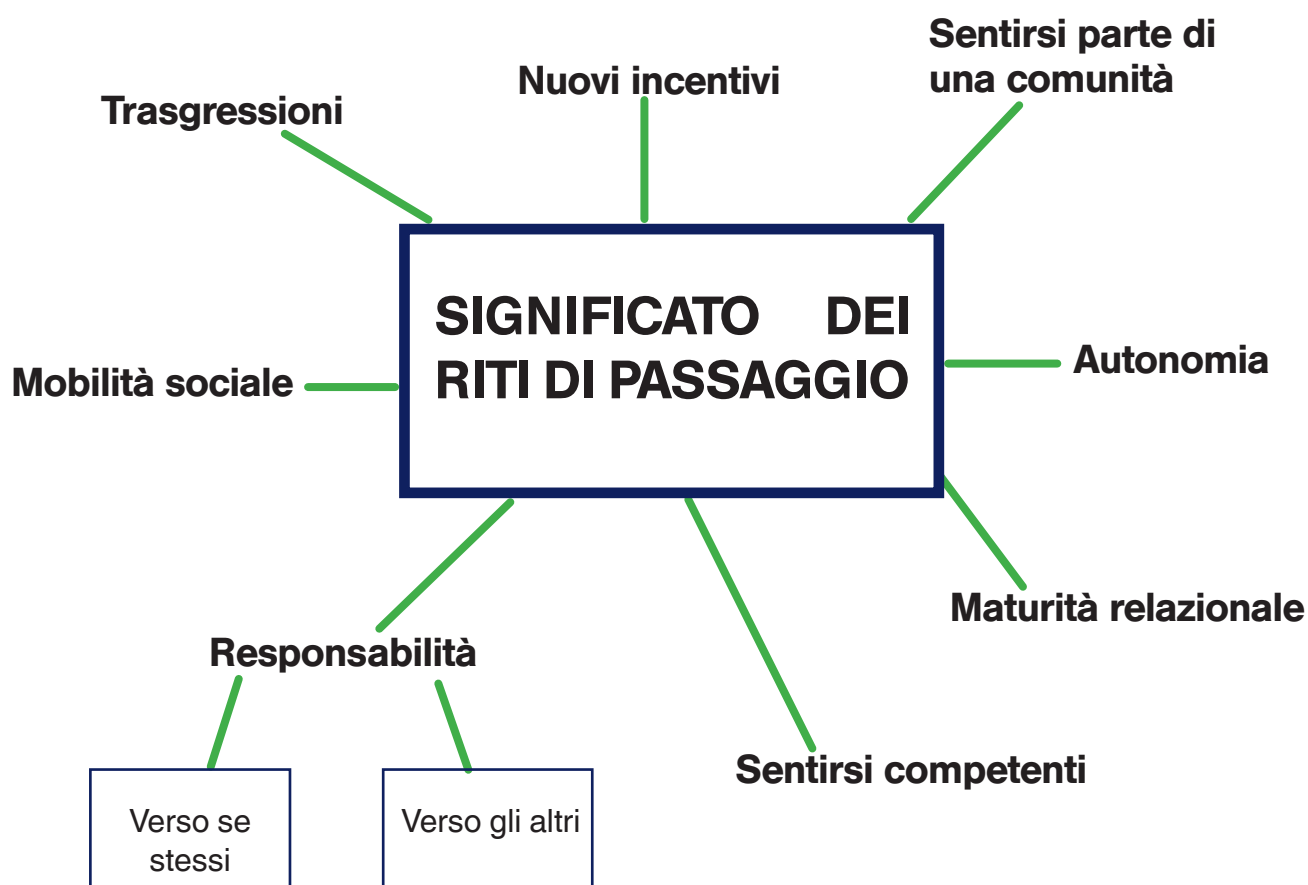 Sentirsi parte di
una comunità
Nuovi incentivi
Trasgressioni
SIGNIFICATO DEI
RITI DI PASSAGGIO
Autonomia
Mobilità sociale
Maturità relazionale
Responsabilità
Sentirsi competenti
Verso se
stessi
Verso gli altri